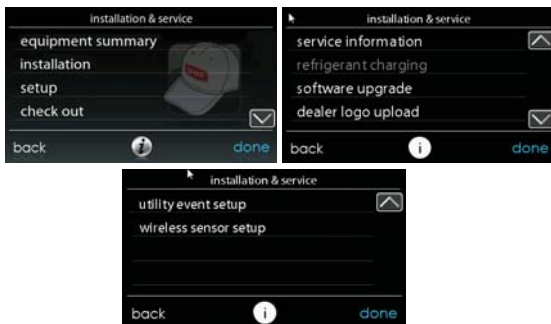 installation & service
equipment summary
installation
setup
check out
back
done
installation & service
service information
refrigerant charging
software upgrade
dealer logo upload
back
i
done
installation & service
utility event setup
wireless sensor setup
back
i
done